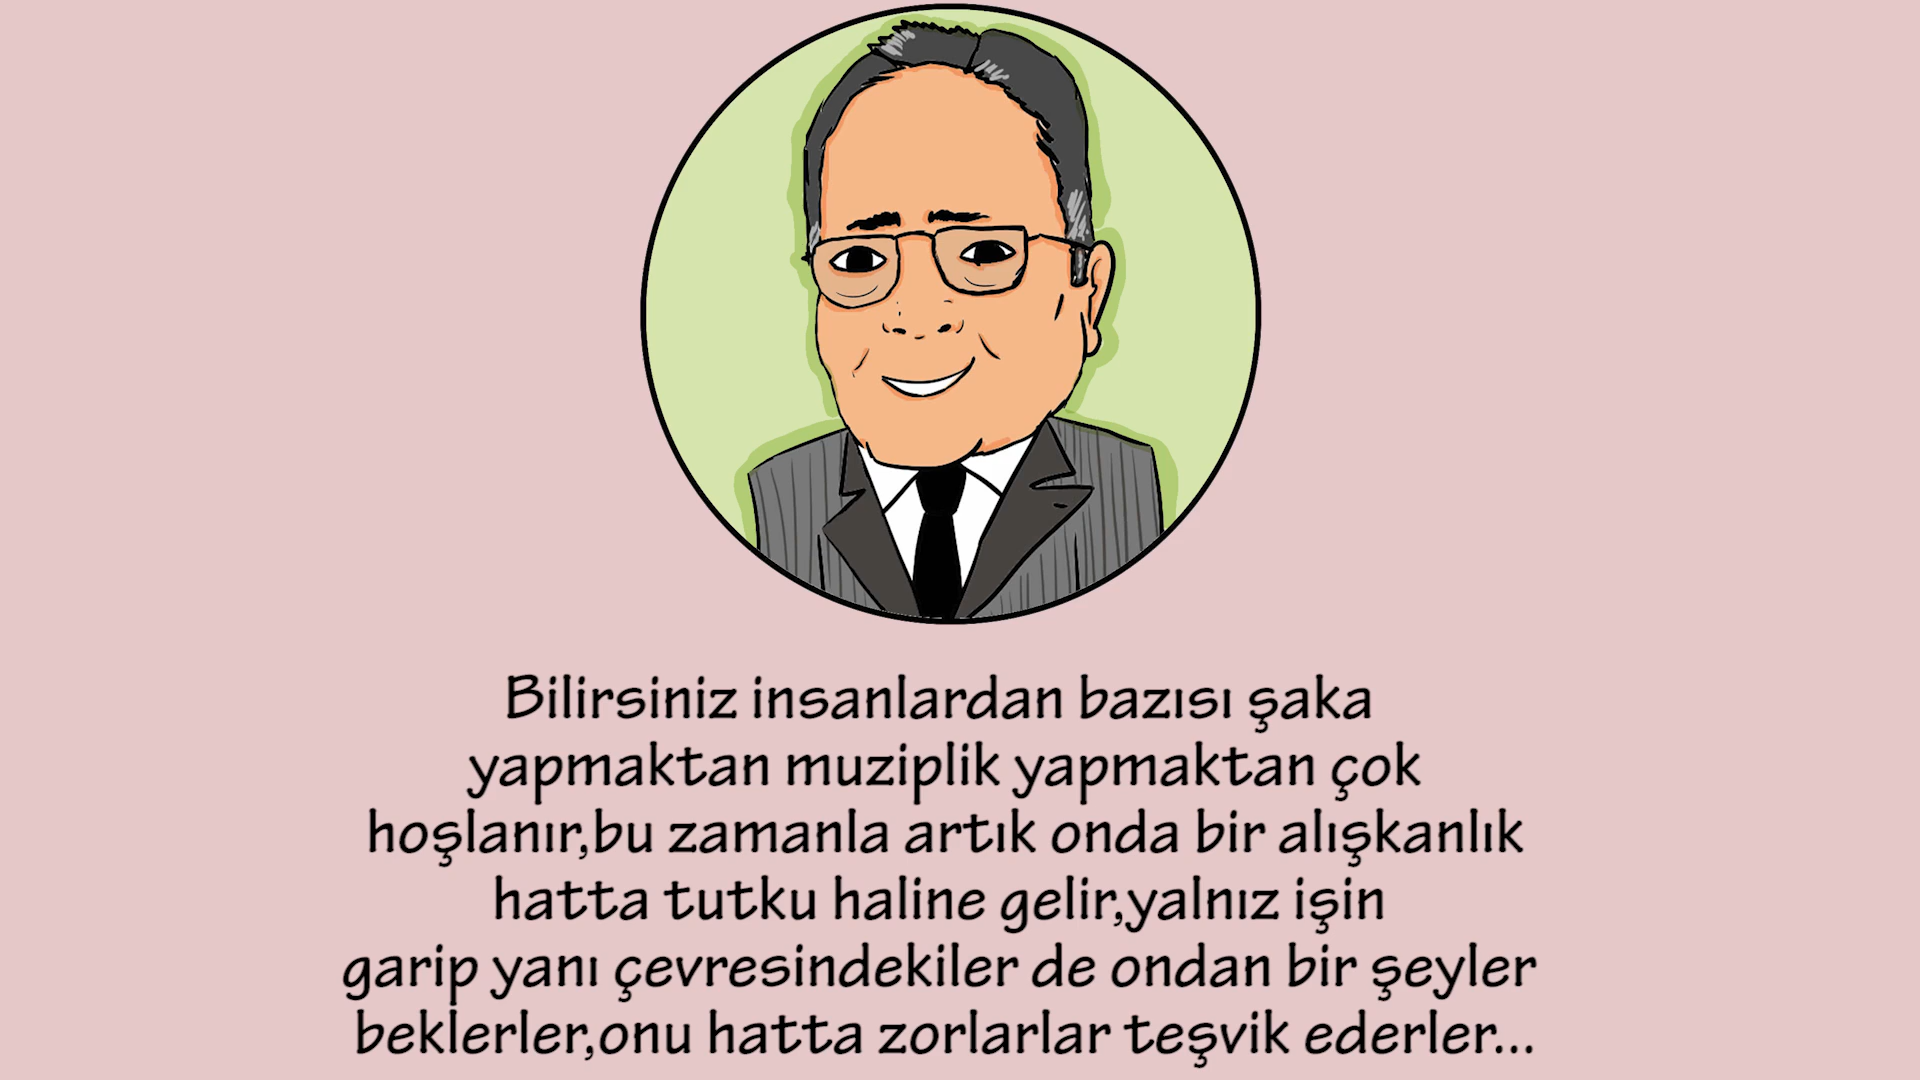 Bilirsiniz insanlardan bazısı şaka
yapmaktan muziplik yapmaktan çok
hoşlanır,bu zamanla artık onda bir alışkanlık
hatta tutku haline gelir,yalnız işin
garip yanı çevresindekiler de ondan bir şeyler
beklerler,onu hatta zorlarlar teşvik ederler...